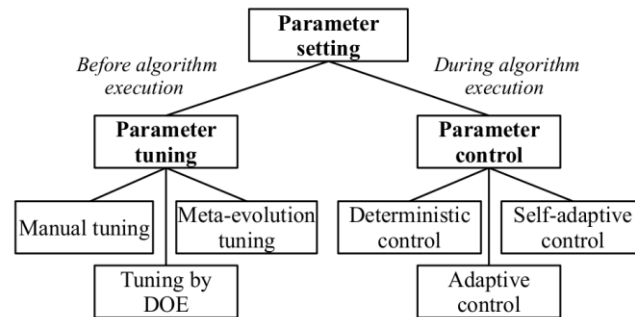 Parameter
setting
Before algorithm
execution
During algorithm
execution
Parameter
tuning
Parameter
control
Manual tuning
Meta-evolution
tuning
Deterministic
control
Self-adaptive
control
Tuning by
DOE
Adaptive
control